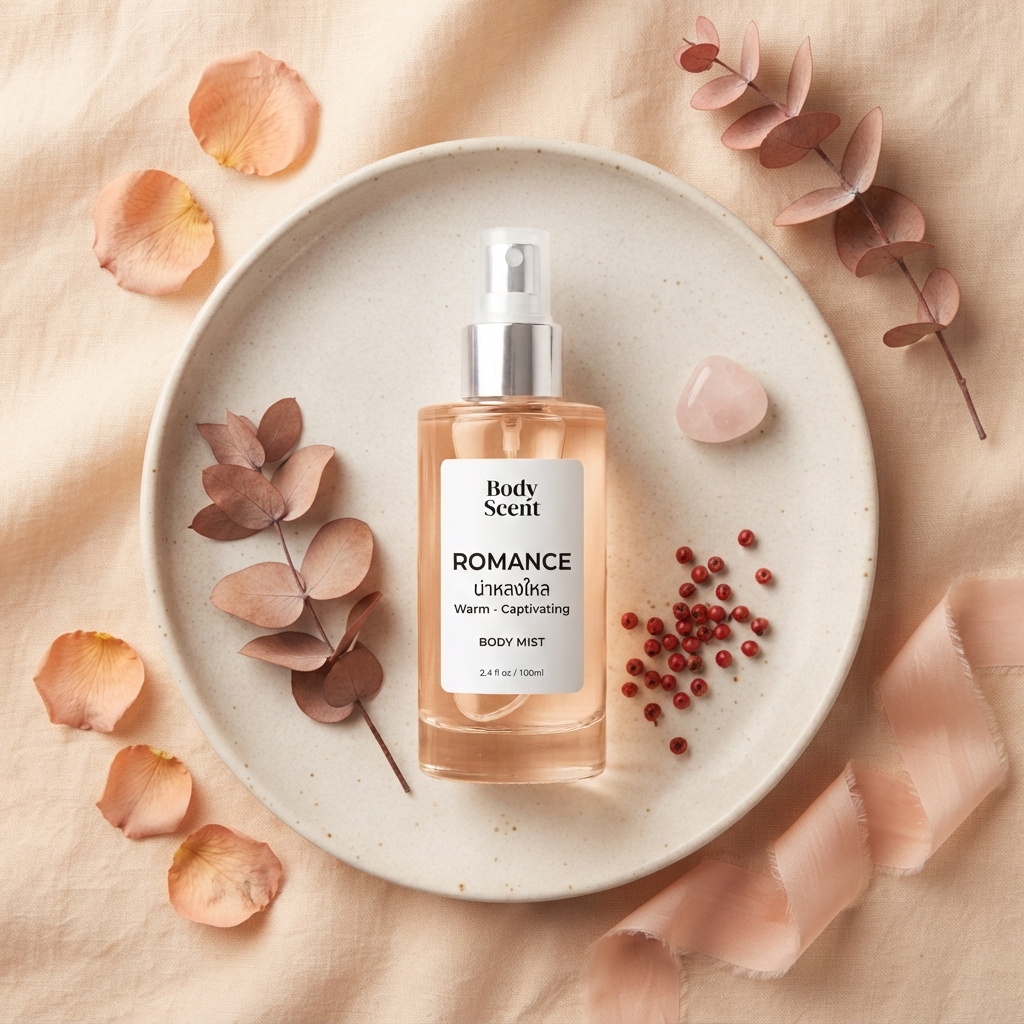 Body
Scent
ROMANCE
น่าหลงใหล
Warm - Captivating
BODY MIST
2.4 fl oz / 100ml